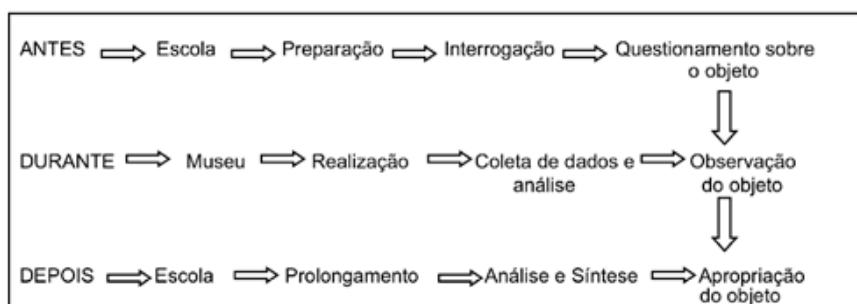 ANTES Escola Preparação Interrogação Questionamento sobre
o objeto
DURANTE Museu Realização Coleta de dados e Observação
análise do objeto
DEPOIS Escola Prolongamento Análise e Síntese Apropriação
do objeto